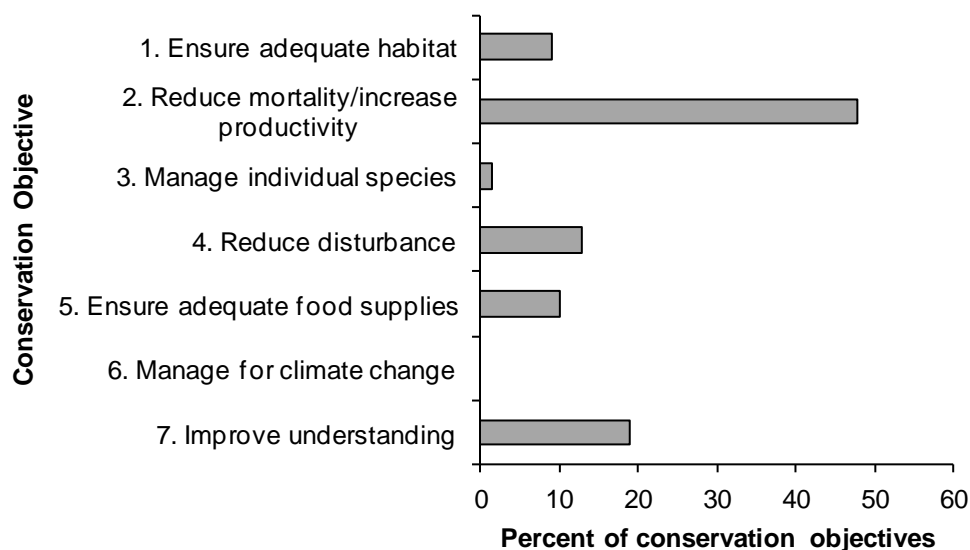 Conservation Objective
1. Ensure adequate habitat
2. Reduce mortality/increase
productivity
3. Manage individual species
4. Reduce disturbance
5. Ensure adequate food supplies
6. Manage for climate change
7. Improve understanding
0 10 20 30 40 50 60
Percent of conservation objectives